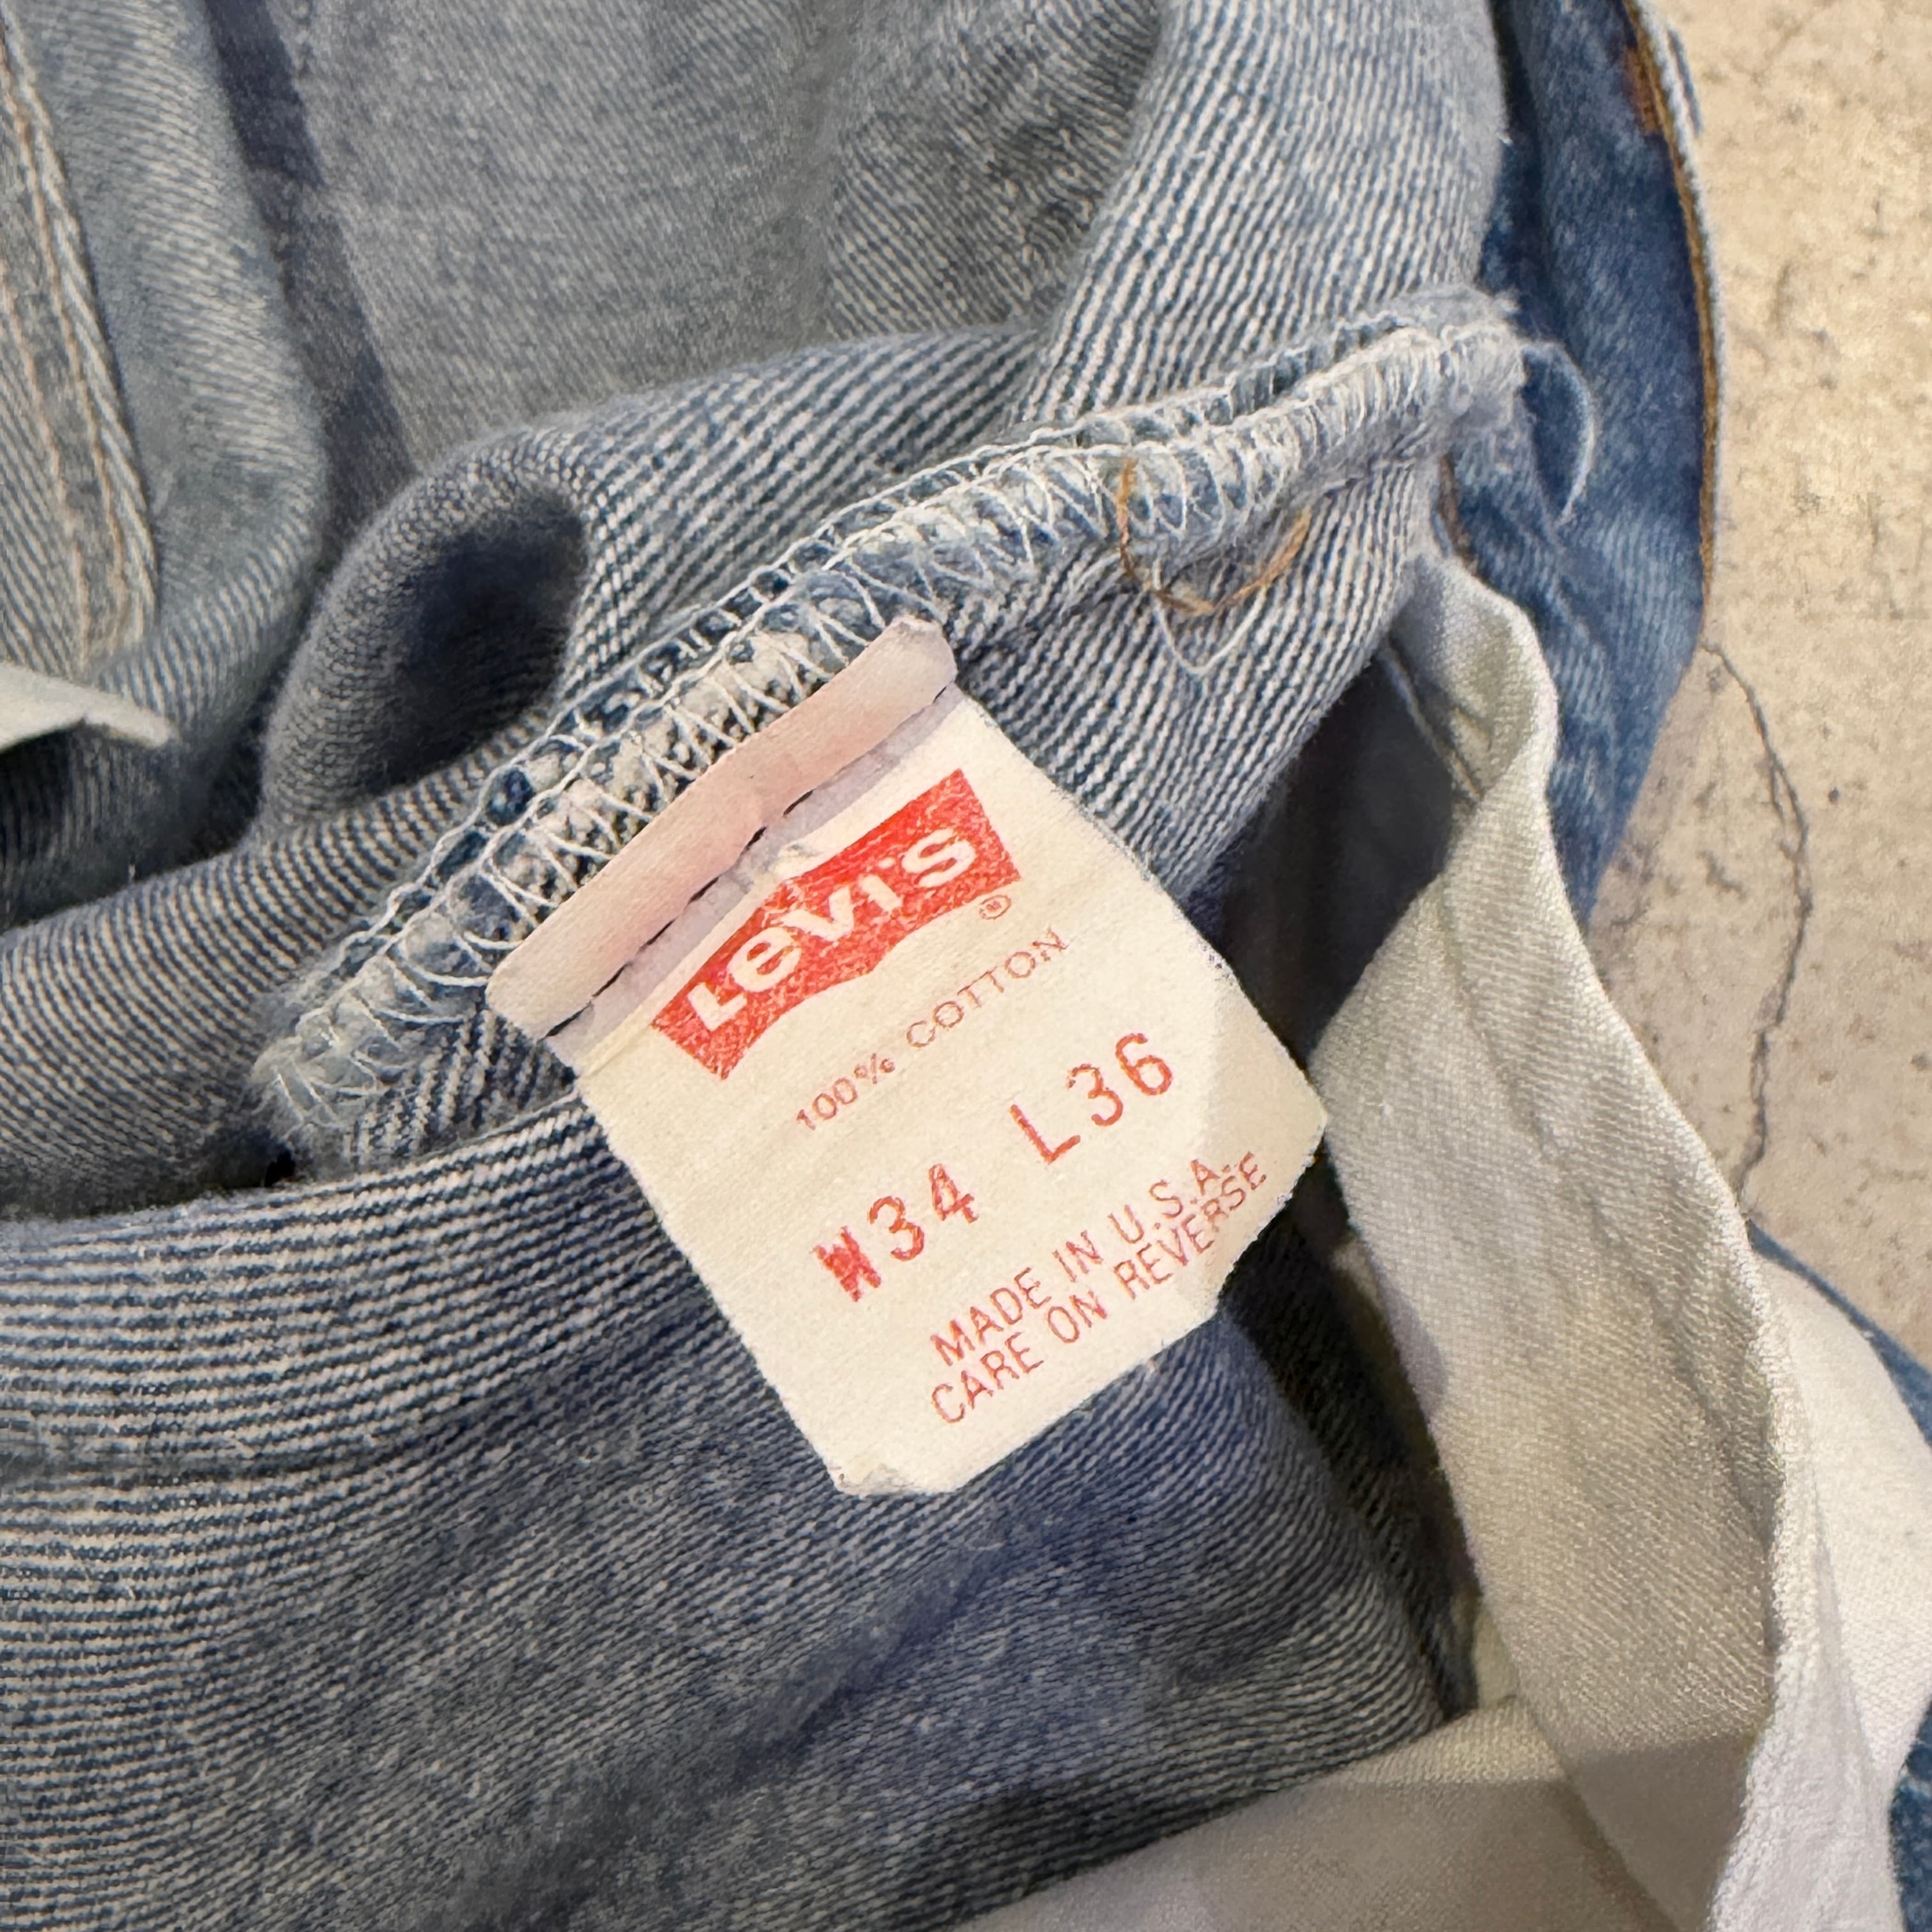 Levi's®
100% COTTON
W34 L36
MADE IN U.S.A.
CARE ON REVERSE